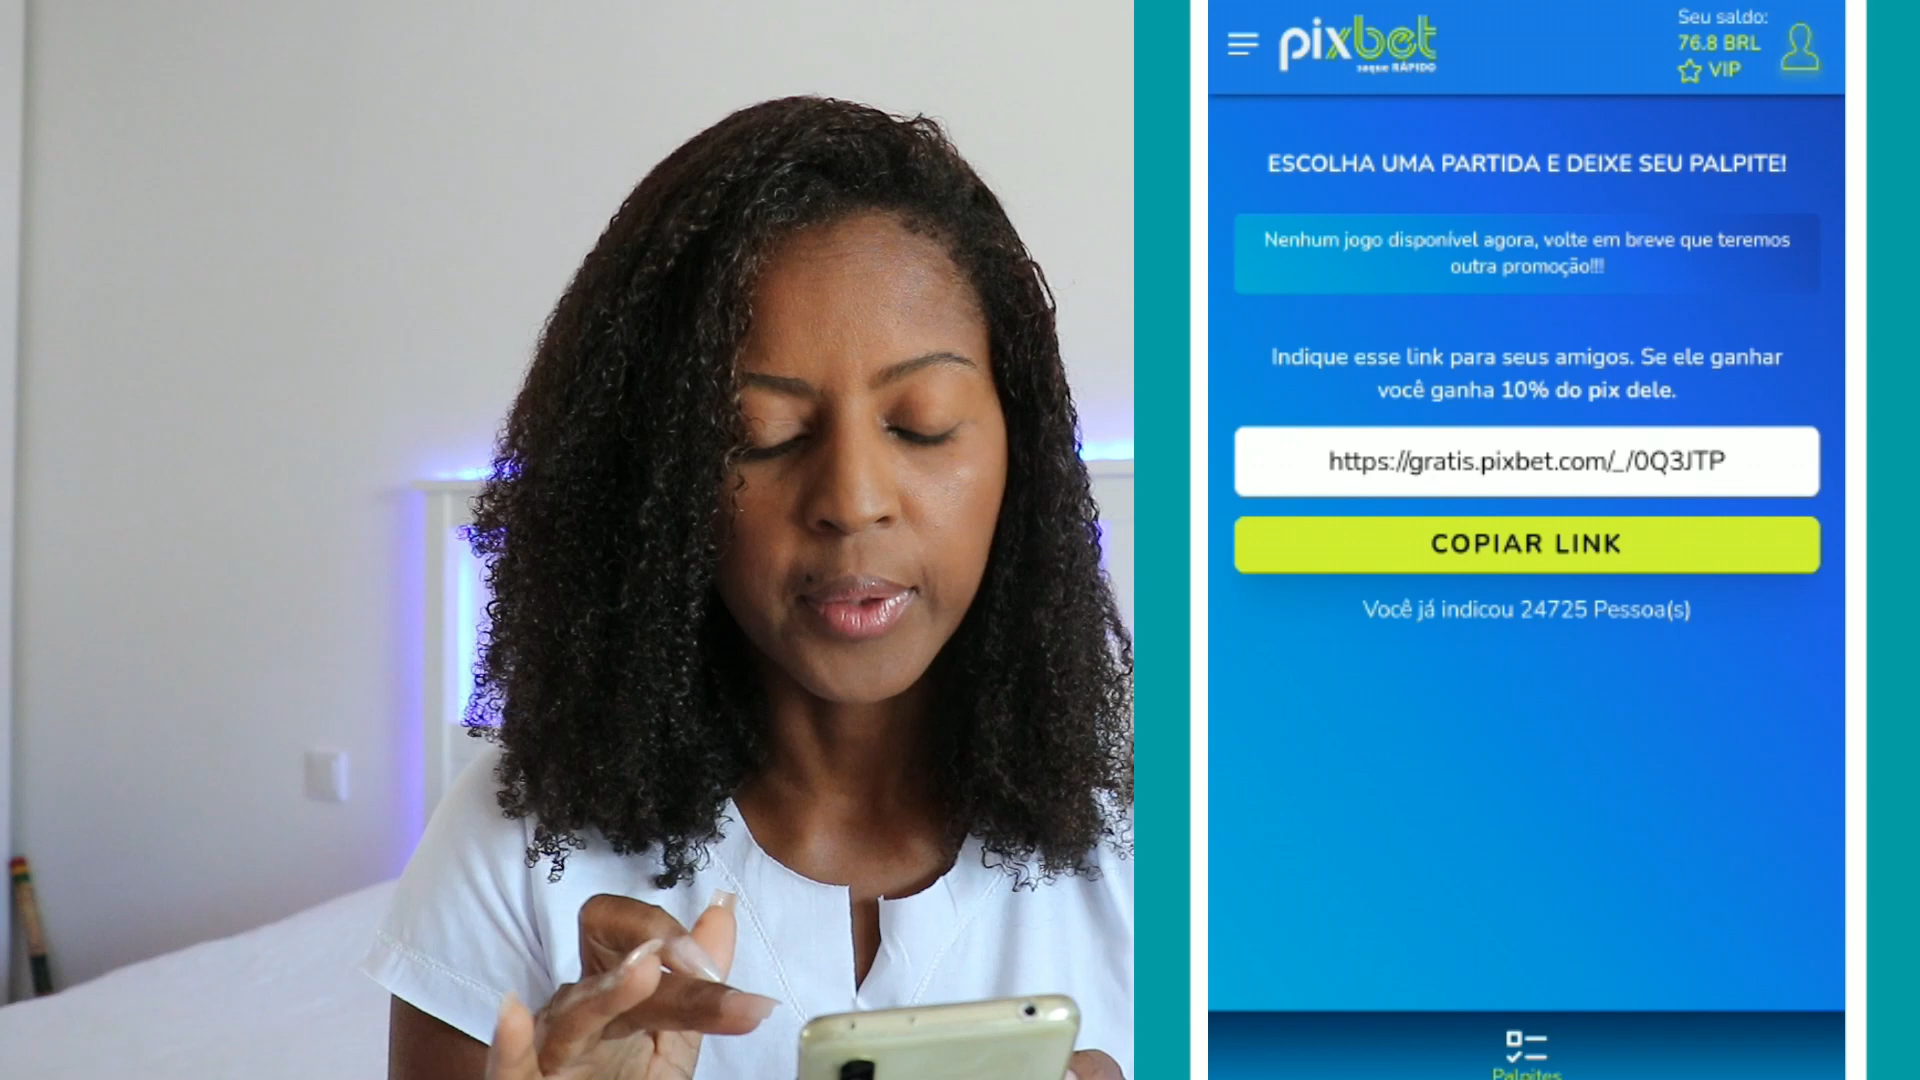 pixbet
saque RÁPIDO
Seu saldo:
76.8 BRL
VIP
ESCOLHA UMA PARTIDA E DEIXE SEU PALPITE!
Nenhum jogo disponível agora, volte em breve que teremos
outra promoção!!!
Indique esse link para seus amigos. Se ele ganhar
você ganha 10% do pix dele.
https://gratis.pixbet.com/_/0Q3JTP
COPIAR LINK
Você já indicou 24725 Pessoa(s)
Palpites